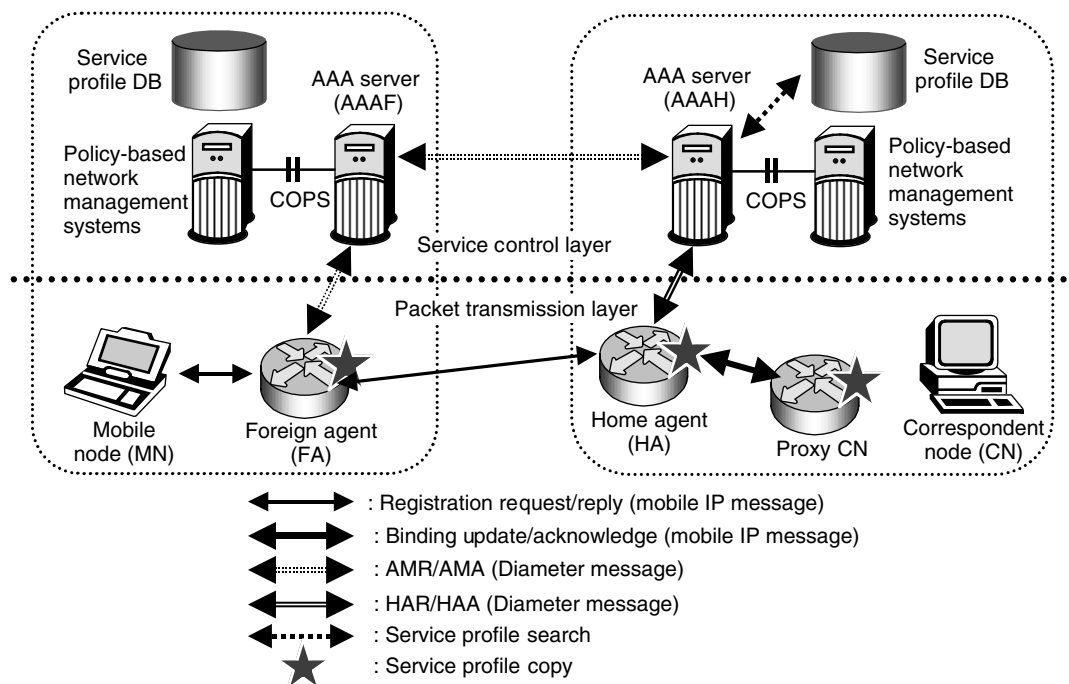 Service
profile DB
AAA server
(AAAF)
Policy-based
network
management
systems
COPS
AAA server
(AAAH)
Service
profile DB
COPS
Policy-based
network
management
systems
Service control layer
Packet transmission layer
Mobile
node (MN)
Foreign agent
(FA)
Home agent
(HA)
Proxy CN
Correspondent
node (CN)
: Registration request/reply (mobile IP message)
: Binding update/acknowledge (mobile IP message)
: AMR/AMA (Diameter message)
: HAR/HAA (Diameter message)
: Service profile search
: Service profile copy